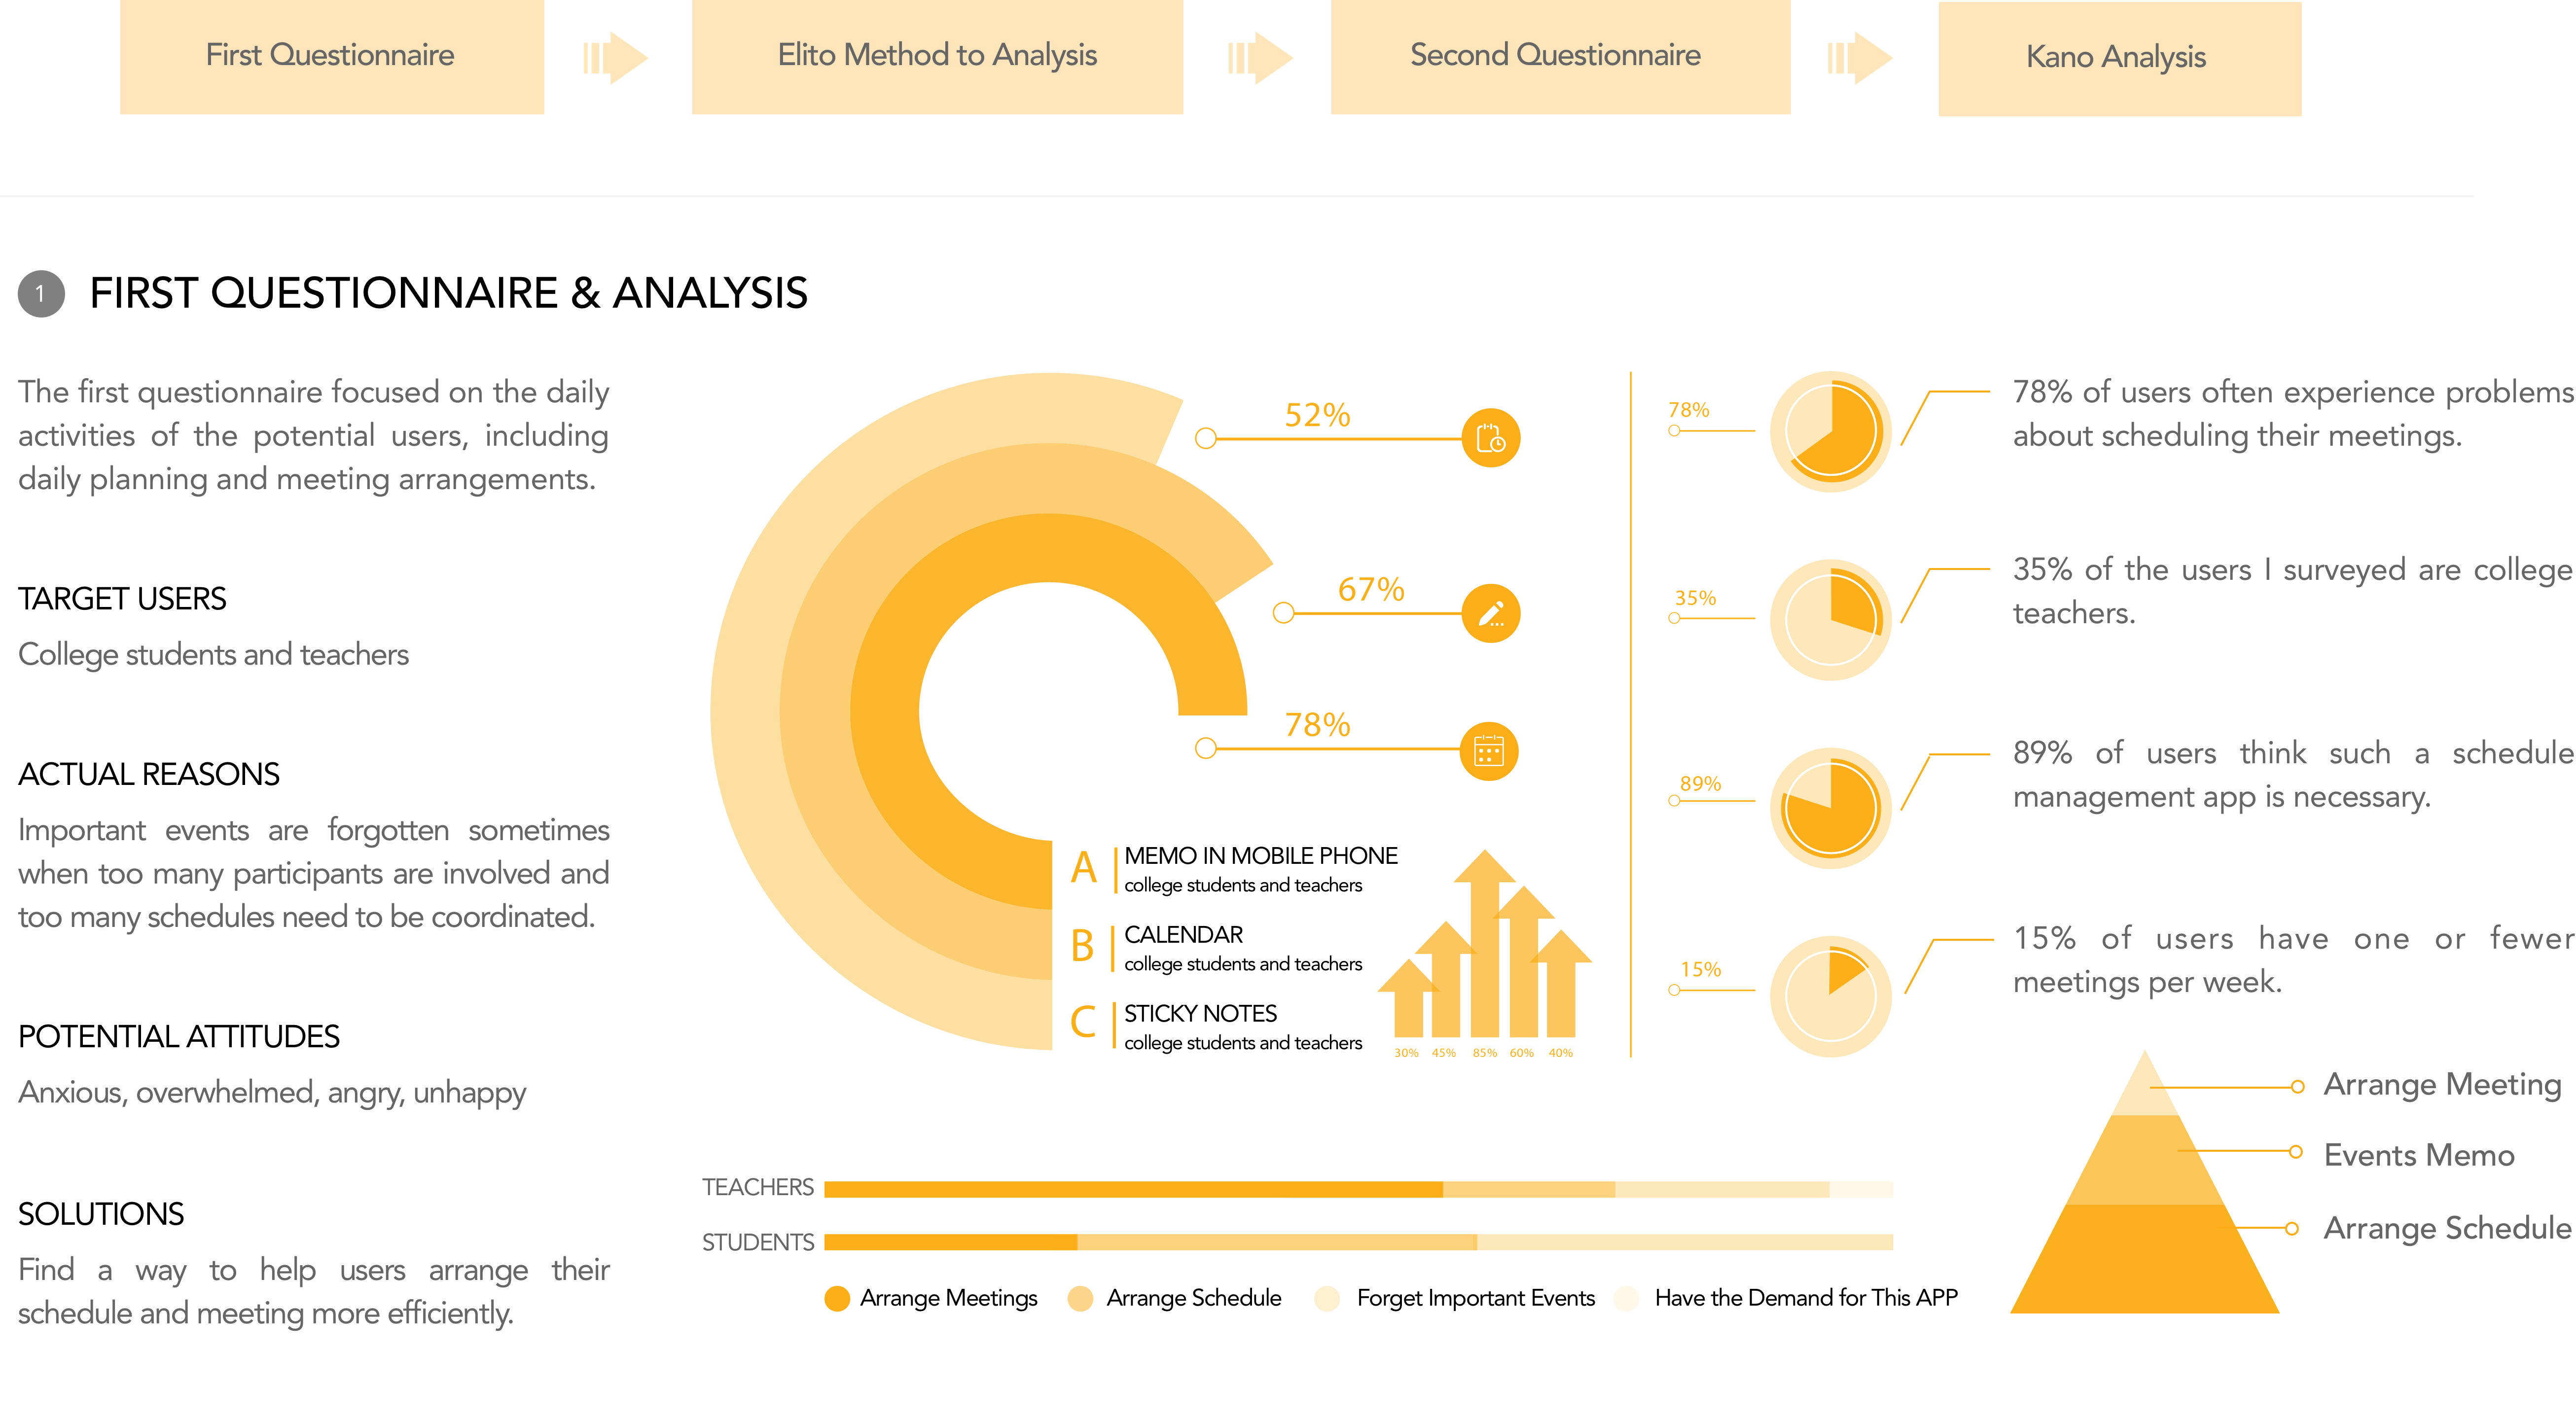 First Questionnaire
Elito Method to Analysis
Second Questionnaire
Kano Analysis
1
FIRST QUESTIONNAIRE & ANALYSIS
The first questionnaire focused on the daily
activities of the potential users, including
daily planning and meeting arrangements.
TARGET USERS
College students and teachers
ACTUAL REASONS
Important events are forgotten sometimes
when too many participants are involved and
too many schedules need to be coordinated.
POTENTIAL ATTITUDES
Anxious, overwhelmed, angry, unhappy
SOLUTIONS
Find a way to help users arrange their
schedule and meeting more efficiently.
52%
67%
78%
A
MEMO IN MOBILE PHONE
college students and teachers
B
CALENDAR
college students and teachers
C
STICKY NOTES
college students and teachers
30% 45% 85% 60% 40%
78%
78% of users often experience problems
about scheduling their meetings.
35%
35% of the users I surveyed are college
teachers.
89%
89% of users think such a schedule
management app is necessary.
15%
15% of users have one or fewer
meetings per week.
Arrange Meeting
Events Memo
Arrange Schedule
TEACHERS
STUDENTS
Arrange Meetings
Arrange Schedule
Forget Important Events
Have the Demand for This APP